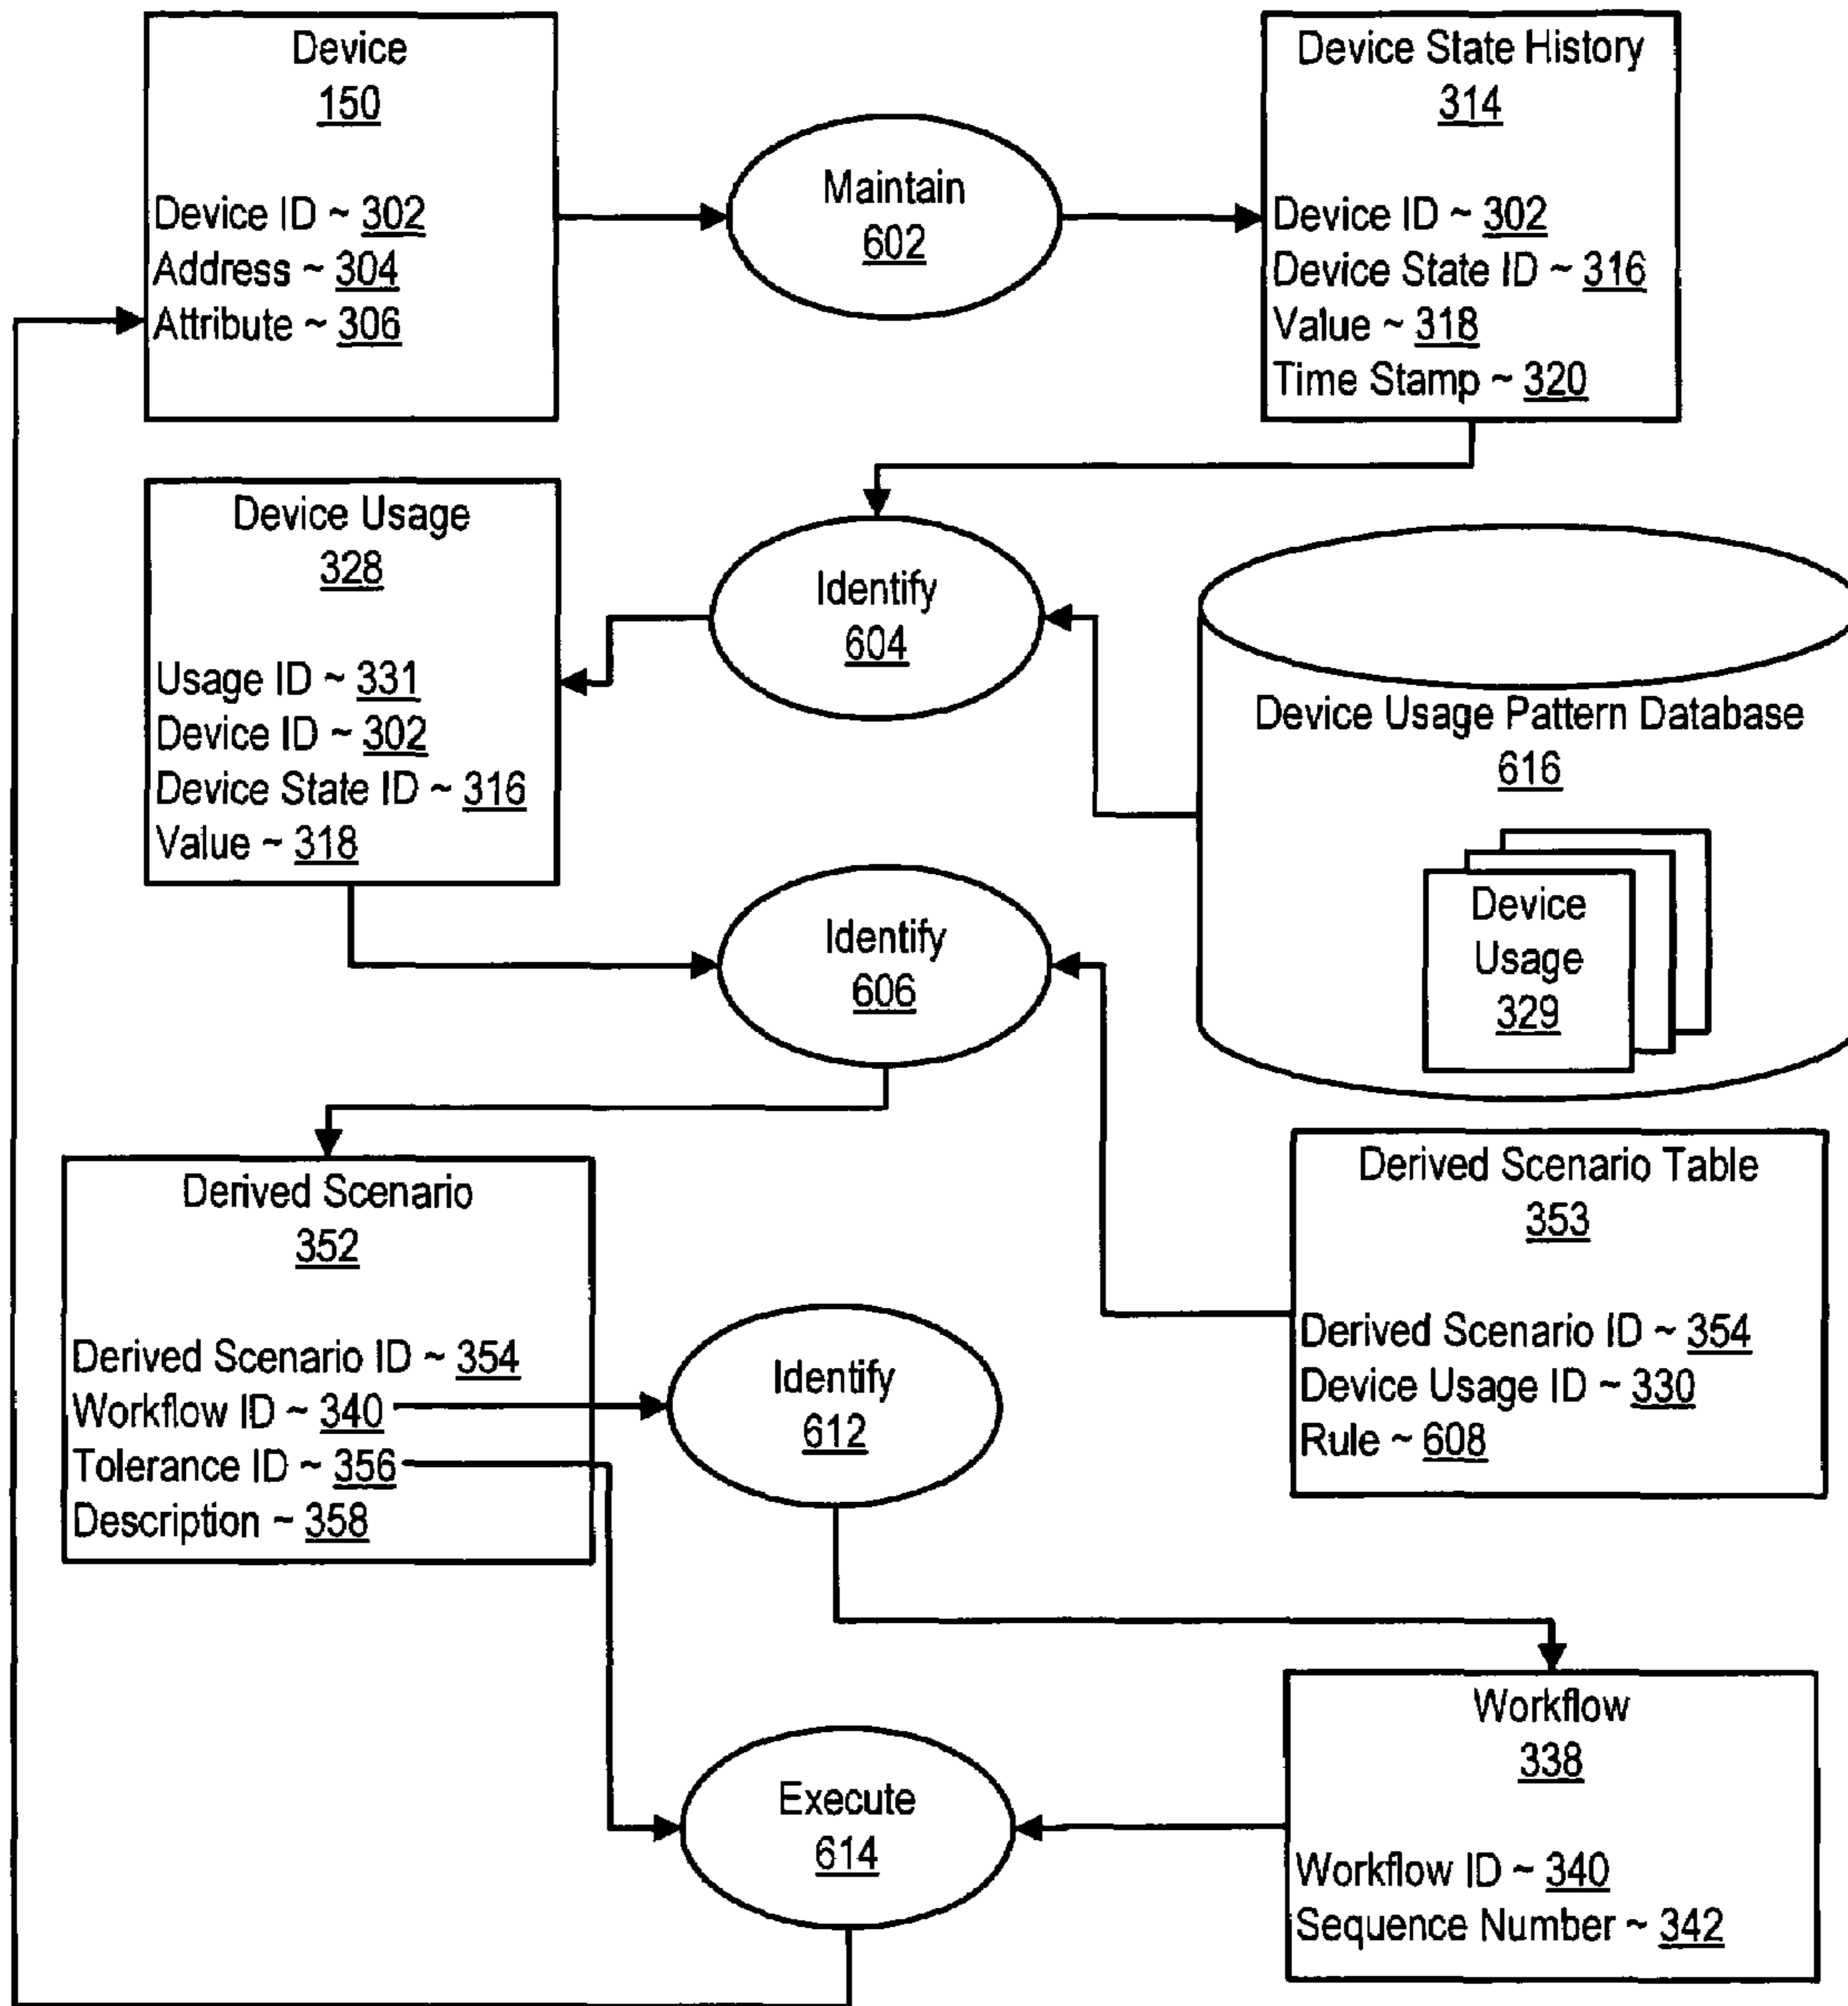 Device
150
Device ID ~ 302
Address ~ 304
Attribute ~ 306
Maintain
602
Device State History
314
Device ID ~ 302
Device State ID ~ 316
Value ~ 318
Time Stamp ~ 320
Device Usage
328
Usage ID ~ 331
Device ID ~ 302
Device State ID ~ 316
Value ~ 318
Identify
604
Device Usage Pattern Database
616
Device
Usage
329
Identify
606
Derived Scenario
352
Derived Scenario ID ~ 354
Workflow ID ~ 340
Tolerance ID ~ 356
Description ~ 358
Identify
612
Derived Scenario Table
353
Derived Scenario ID ~ 354
Device Usage ID ~ 330
Rule ~ 608
Execute
614
Workflow
338
Workflow ID ~ 340
Sequence Number ~ 342